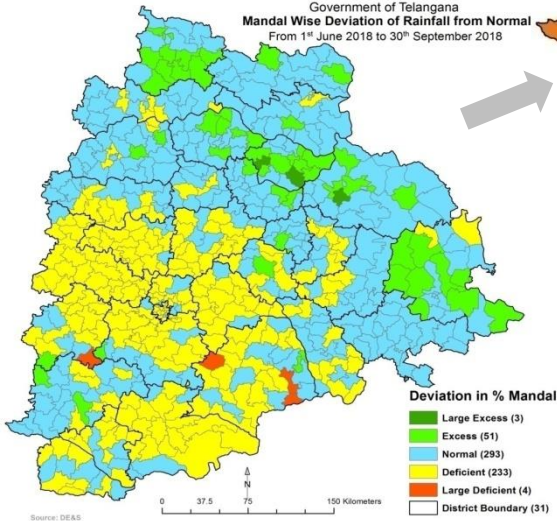 Government of Telangana
Mandal Wise Deviation of Rainfall from Normal
From 1st June 2018 to 30th September 2018
Deviation in % Mandal
Large Excess (3)
Excess (51)
Normal (293)
Deficient (233)
Large Deficient (4)
District Boundary (31)
N
0 37.5 75 150 Kilometers
Source: DE&S